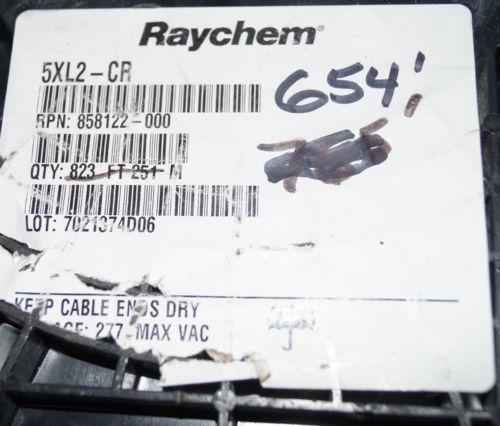 Raychem
5XL2-CR
654'
RPN: 858122-000
QTY: 823 FT 251 M
LOT: 7021374D06
KEEP CABLE ENDS DRY
277 MAX VAC